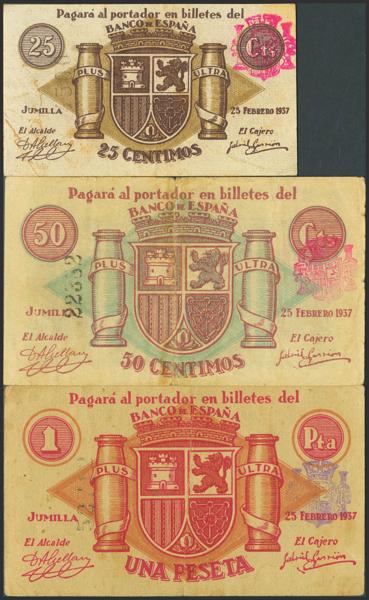 Pagará al portador en billetes del
BANCO DE ESPAÑA
25 Cts
PLUS ULTRA
JUMILLA 25 FEBRERO 1937
El Alcalde El Cajero
25 CENTIMOS
Pagará al portador en billetes del
BANCO DE ESPAÑA
50 Cts
PLUS ULTRA
JUMILLA 25 FEBRERO 1937
El Alcalde El Cajero
50 CENTIMOS
Pagará al portador en billetes del
BANCO DE ESPAÑA
1 Pta
PLUS ULTRA
JUMILLA 25 FEBRERO 1937
El Alcalde El Cajero
UNA PESETA